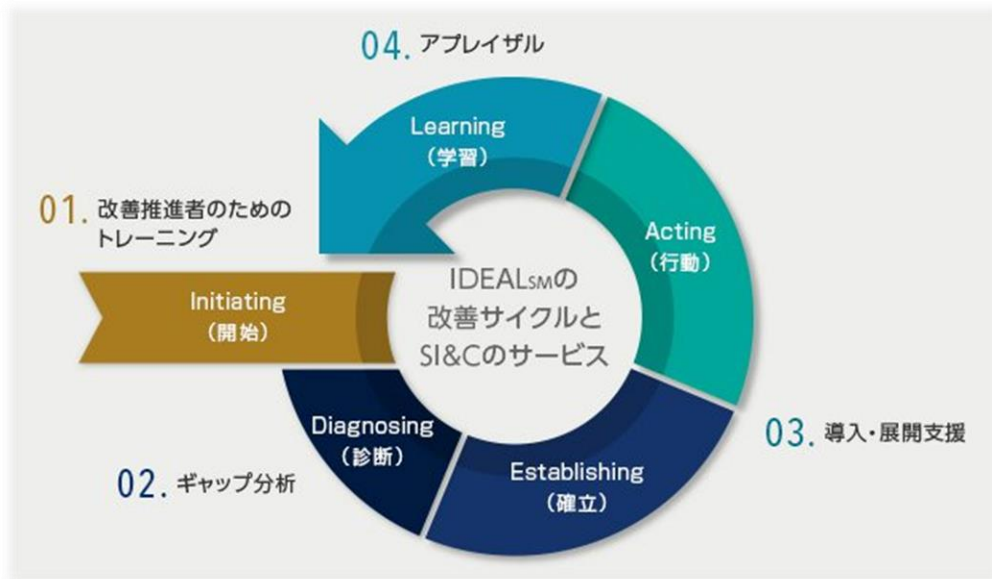 04. アプレイザル
Learning
(学習)
Acting
(行動)
01. 改善推進者のための
トレーニング
Initiating
(開始)
IDEALSMの
改善サイクルと
SI&Cのサービス
Diagnosing
(診断)
02. ギャップ分析
Establishing
(確立)
03. 導入・展開支援